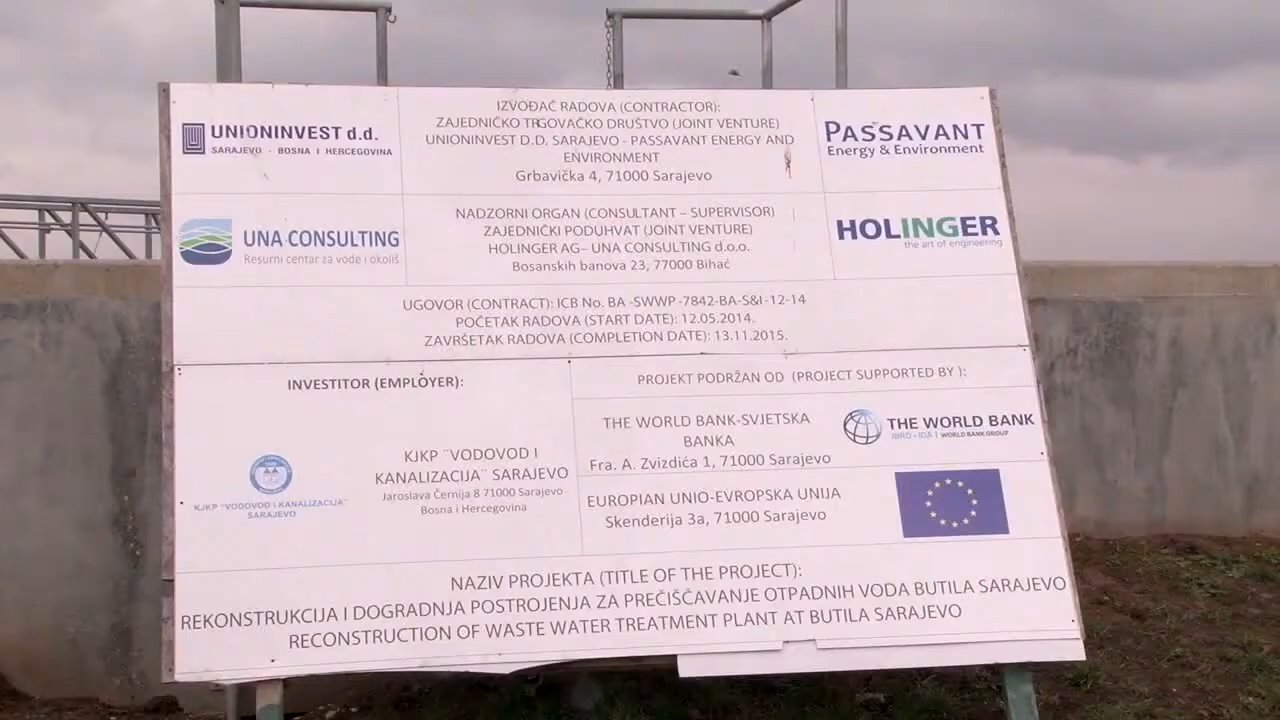 UNIONINVEST d.d.
SARAJEVO - BOSNA I HERCEGOVINA
IZVOĐAČ RADOVA (CONTRACTOR):
ZAJEDNIČKO TRGOVAČKO DRUŠTVO (JOINT VENTURE)
UNIONINVEST D.D. SARAJEVO - PASSAVANT ENERGY AND
ENVIRONMENT
Grbavička 4, 71000 Sarajevo
PASSAVANT
Energy & Environment
UNA CONSULTING
Resursni centar za vode i okoliš
NADZORNI ORGAN (CONSULTANT – SUPERVISOR)
ZAJEDNIČKI PODUHVAT (JOINT VENTURE)
HOLINGER AG– UNA CONSULTING d.o.o.
Bosanskih banova 23, 77000 Bihać
HOLINGER
the art of engineering
UGOVOR (CONTRACT): ICB No. BA -SWWP -7842-BA-S&I -12-14
POČETAK RADOVA (START DATE): 12.05.2014.
ZAVRŠETAK RADOVA (COMPLETION DATE): 13.11.2015.
INVESTITOR (EMPLOYER):
KJKP "VODOVOD I KANALIZACIJA"
SARAJEVO
KJKP ¨VODOVOD I
KANALIZACIJA¨ SARAJEVO
Jaroslava Černija 8 71000 Sarajevo
Bosna i Hercegovina
PROJEKT PODRŽAN OD (PROJECT SUPPORTED BY ):
THE WORLD BANK-SVJETSKA
BANKA
Fra. A. Zvizdića 1, 71000 Sarajevo
THE WORLD BANK
IBRD • IDA | WORLD BANK GROUP
EUROPIAN UNIO-EVROPSKA UNIJA
Skenderija 3a, 71000 Sarajevo
NAZIV PROJEKTA (TITLE OF THE PROJECT):
REKONSTRUKCIJA I DOGRADNJA POSTROJENJA ZA PREČIŠČAVANJE OTPADNIH VODA BUTILA SARAJEVO
RECONSTRUCTION OF WASTE WATER TREATMENT PLANT AT BUTILA SARAJEVO